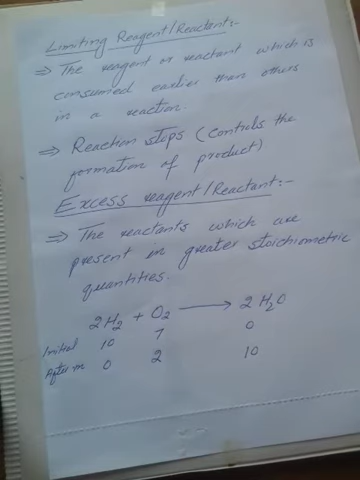 Limiting Reagent/Reactant:-
⇒ The reagent or reactant which is
consumed earlier than others
in a reaction.
⇒ Reaction stops (controls the
formation of product)
Excess reagent/Reactant:-
⇒ The reactants which are
present in greater stoichiometric
quantities.
2H₂ + O₂ ⟶ 2H₂O
Initial 10 7 0
After rn 0 2 10